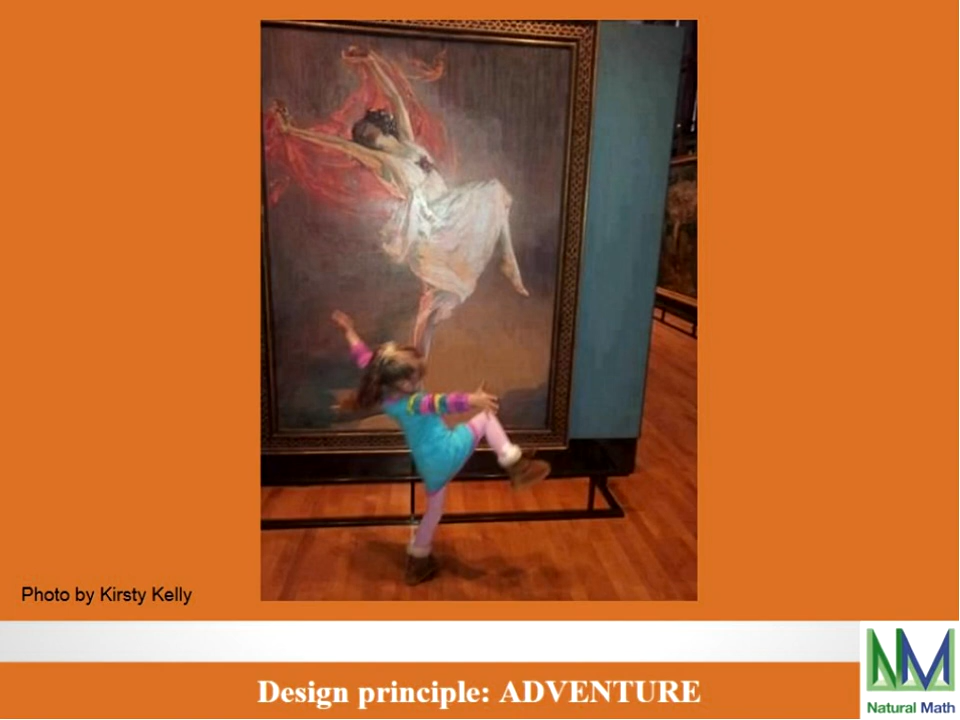 Photo by Kirsty Kelly
Design principle: ADVENTURE
NM
Natural Math